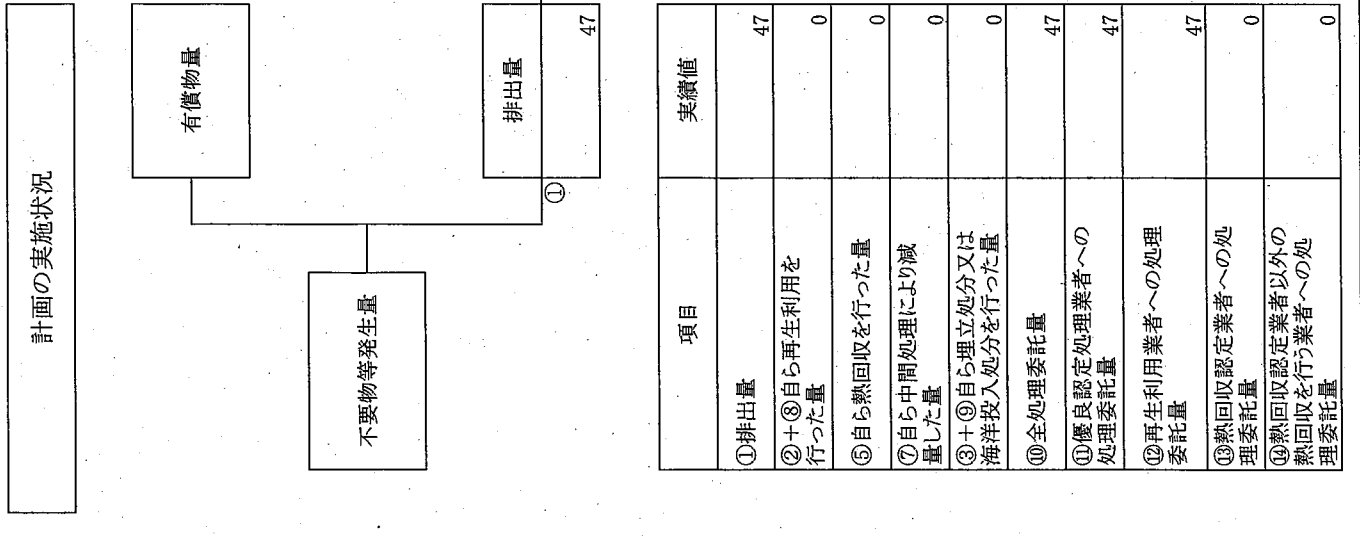 計画の実施状況
不要物等発生量
有償物量
①
排出量
47
項目
実績値
①排出量
47
②+⑧自ら再生利用を
行った量
0
⑤自ら熱回収を行った量
0
⑦自ら中間処理により減
量した量
0
③+⑨自ら埋立処分又は
海洋投入処分を行った量
0
⑩全処理委託量
47
⑪優良認定処理業者への
処理委託量
47
⑫再生利用業者への処理
委託量
47
⑬熱回収認定業者への処
理委託量
0
⑭熱回収認定業者以外の
熱回収を行う業者への処
理委託量
0